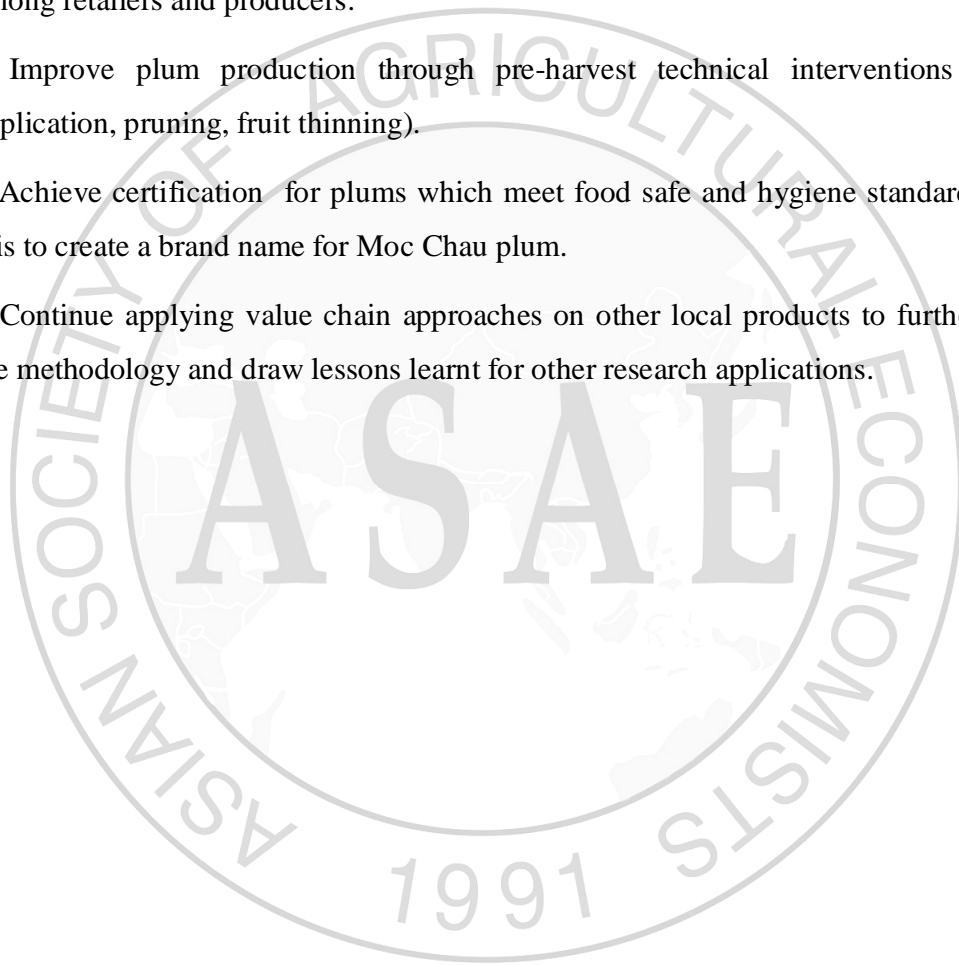 ong retailers and producers.
Improve plum production through pre-harvest technical interventions
plication, pruning, fruit thinning).
Achieve certification for plums which meet food safe and hygiene standar
is to create a brand name for Moc Chau plum.
Continue applying value chain approaches on other local products to furth
e methodology and draw lessons learnt for other research applications.
ASIAN SOCIETY OF AGRICULTURAL ECONOMISTS
ASAE
1991